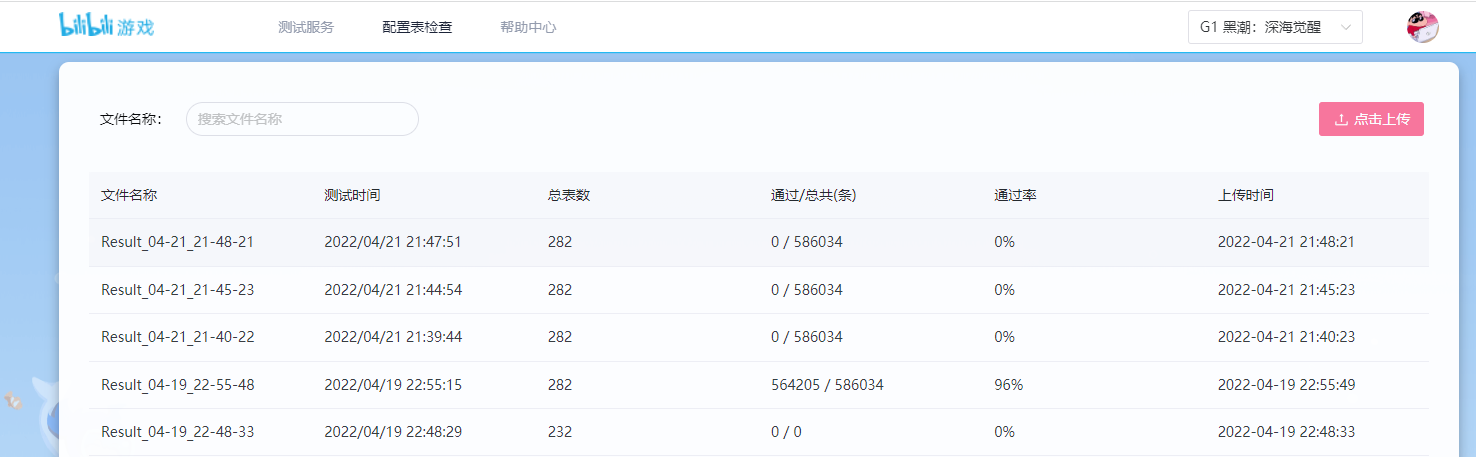 bilibili 游戏 测试服务 配置表检查 帮助中心 G1 黑潮：深海觉醒
文件名称： 搜索文件名称 点击上传
文件名称 测试时间 总表数 通过/总共(条) 通过率 上传时间
Result_04-21_21-48-21 2022/04/21 21:47:51 282 0 / 586034 0% 2022-04-21 21:48:21
Result_04-21_21-45-23 2022/04/21 21:44:54 282 0 / 586034 0% 2022-04-21 21:45:23
Result_04-21_21-40-22 2022/04/21 21:39:44 282 0 / 586034 0% 2022-04-21 21:40:23
Result_04-19_22-55-48 2022/04/19 22:55:15 282 564205 / 586034 96% 2022-04-19 22:55:49
Result_04-19_22-48-33 2022/04/19 22:48:29 232 0 / 0 0% 2022-04-19 22:48:33